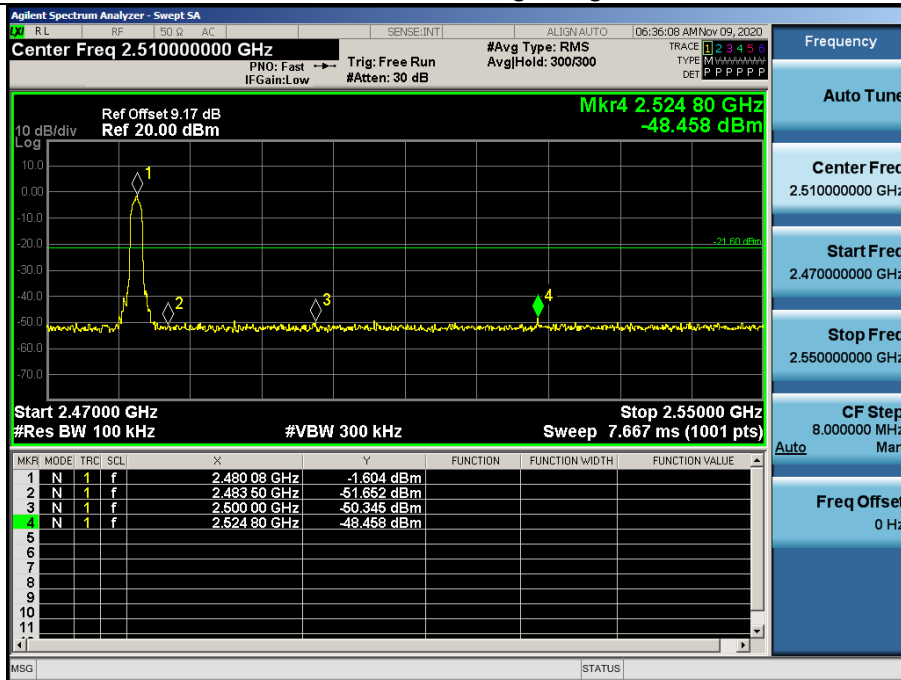 Agilent Spectrum Analyzer - Swept SA
LXI RL RF 50 Ω AC SENSE:INT ALIGN AUTO 06:36:08 AM Nov 09, 2020
Center Freq 2.510000000 GHz #Avg Type: RMS TRACE 1 2 3 4 5 6
PNO: Fast Trig: Free Run Avg|Hold: 300/300 TYPE M
IFGain:Low #Atten: 30 dB DET P P P P P P
Ref Offset 9.17 dB Mkr4 2.524 80 GHz
10 dB/div Ref 20.00 dBm -48.458 dBm
Log
10.0
0.00
-10.0
-20.0
-30.0
-40.0
-50.0
-60.0
-70.0
1
2
3
4
-21.60 dBm
Start 2.47000 GHz Stop 2.55000 GHz
#Res BW 100 kHz #VBW 300 kHz Sweep 7.667 ms (1001 pts)
MKR MODE TRC SCL X Y FUNCTION FUNCTION WIDTH FUNCTION VALUE
1 N 1 f 2.480 08 GHz -1.604 dBm
2 N 1 f 2.483 50 GHz -51.652 dBm
3 N 1 f 2.500 00 GHz -50.345 dBm
4 N 1 f 2.524 80 GHz -48.458 dBm
5
6
7
8
9
10
11
MSG STATUS
Frequency
Auto Tune
Center Freq
2.510000000 GHz
Start Freq
2.470000000 GHz
Stop Freq
2.550000000 GHz
CF Step
8.000000 MHz
Auto Man
Freq Offset
0 Hz